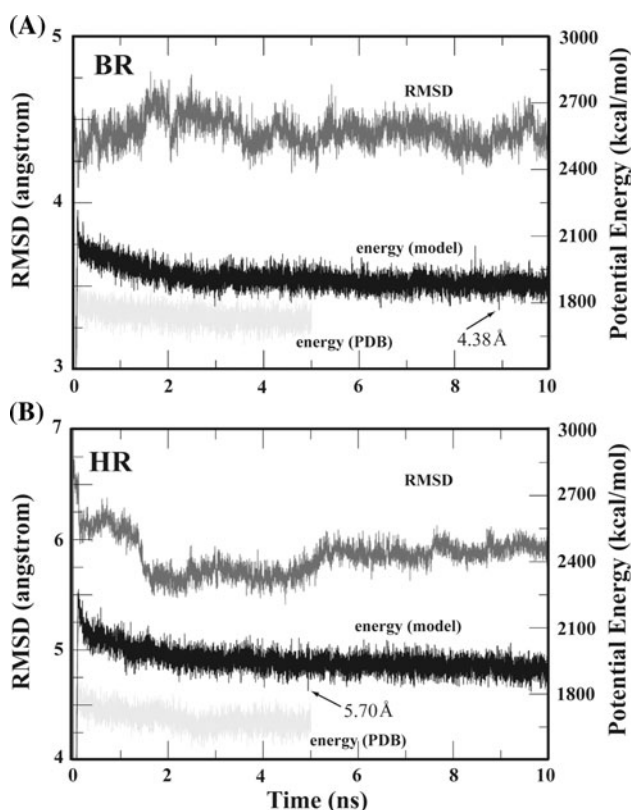 (A)
BR
RMSD
energy (model)
energy (PDB)
4.38 Å
RMSD (angstrom)
5
4
3
Potential Energy (kcal/mol)
3000
2700
2400
2100
1800
0 2 4 6 8 10
(B)
HR
RMSD
energy (model)
5.70 Å
energy (PDB)
RMSD (angstrom)
7
6
5
4
Potential Energy (kcal/mol)
3000
2700
2400
2100
1800
0 2 4 6 8 10
Time (ns)